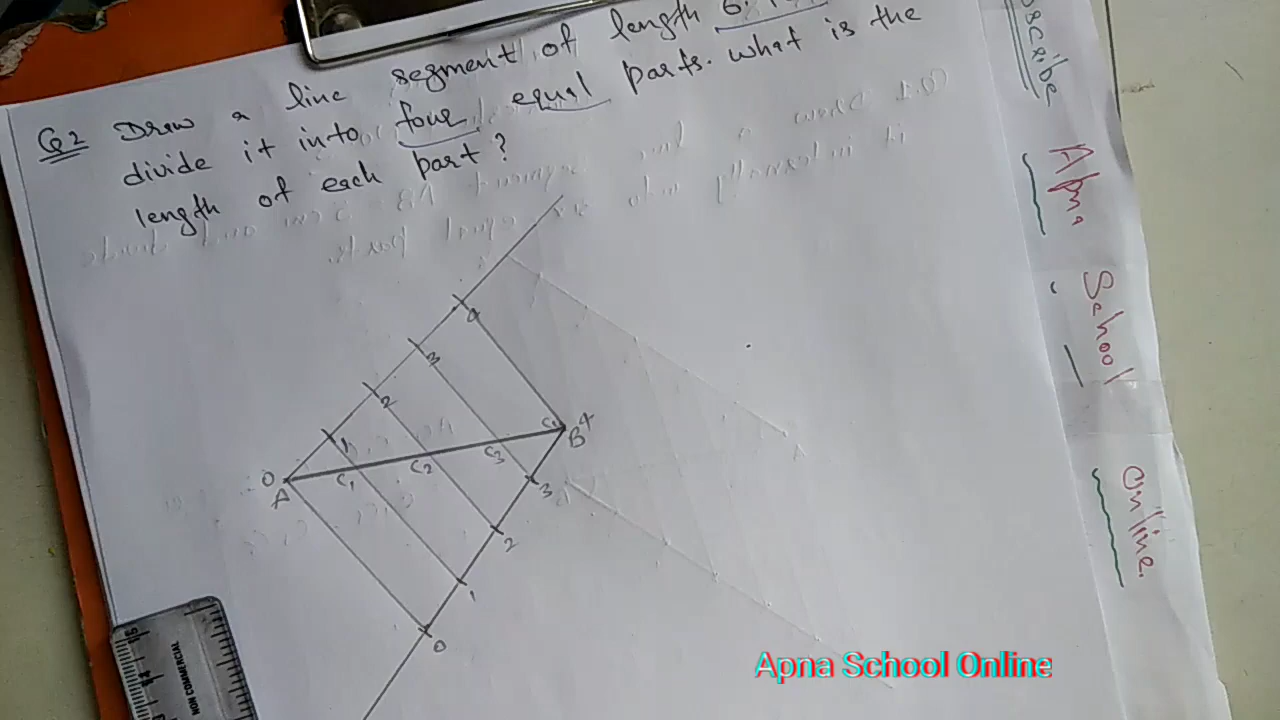 Q2 Draw a line segment of length 6.
divide it into four equal parts. what is the
length of each part?
4
3
2
1
0
A
C1
C2
C3
C4
B
4
3
2
1
0
Apna
School
Online.
Apna School Online